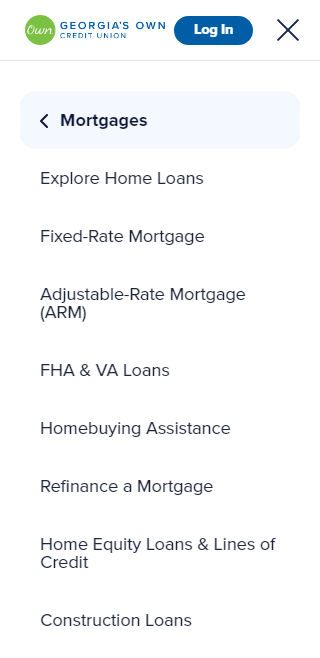 Own
GEORGIA'S OWN
CREDIT UNION
Log In
Mortgages
Explore Home Loans
Fixed-Rate Mortgage
Adjustable-Rate Mortgage
(ARM)
FHA & VA Loans
Homebuying Assistance
Refinance a Mortgage
Home Equity Loans & Lines of
Credit
Construction Loans